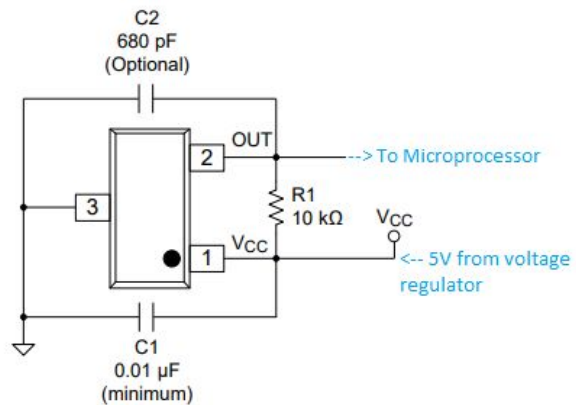 C2
680 pF
(Optional)
OUT
2
---> To Microprocessor
3
R1
10 kΩ
VCC
VCC
1
<-- 5V from voltage
regulator
C1
0.01 µF
(minimum)